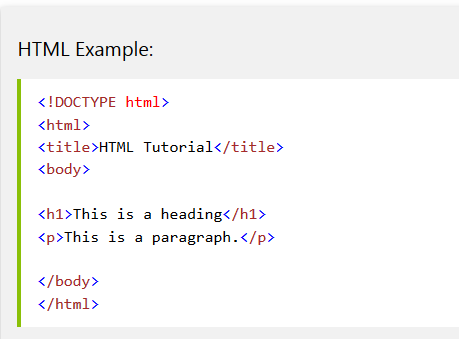 HTML Example:
<!DOCTYPE html>
<html>
<title>HTML Tutorial</title>
<body>
<h1>This is a heading</h1>
<p>This is a paragraph.</p>
</body>
</html>